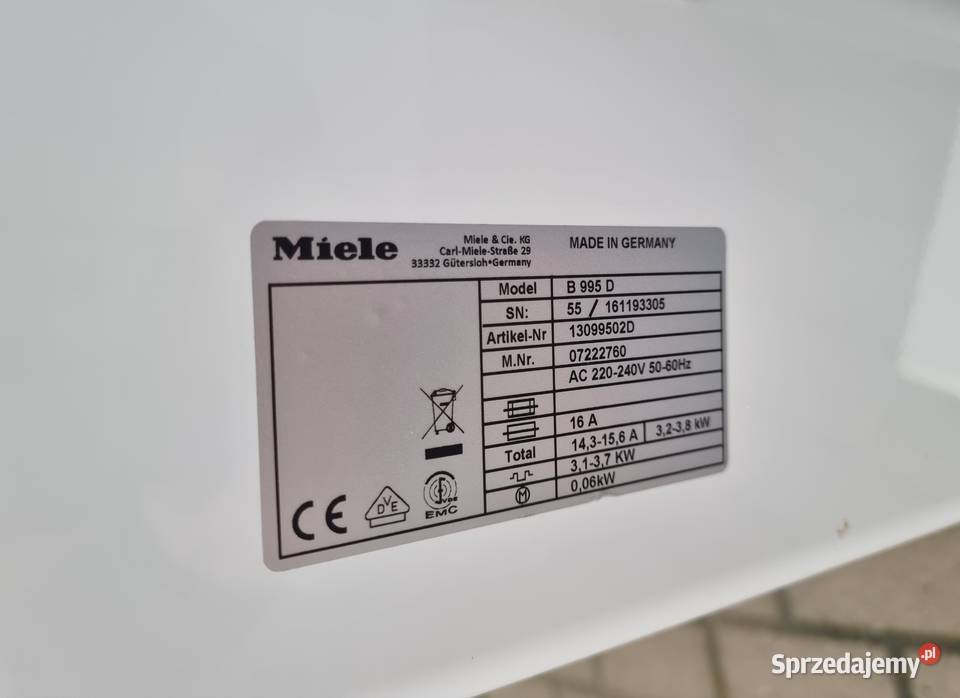 Miele
Miele & Cie. KG
Carl-Miele-Straße 29
33332 Gütersloh•Germany
MADE IN GERMANY
Model B 995 D
SN: 55 / 161193305
Artikel-Nr 13099502D
M.Nr. 07222760
AC 220-240V 50-60Hz
16 A
Total 14,3-15,6 A 3,2-3,8 kW
3,1-3,7 KW
M 0,06kW
CE
DVE
VDE
EMC
Sprzedajemy.pl